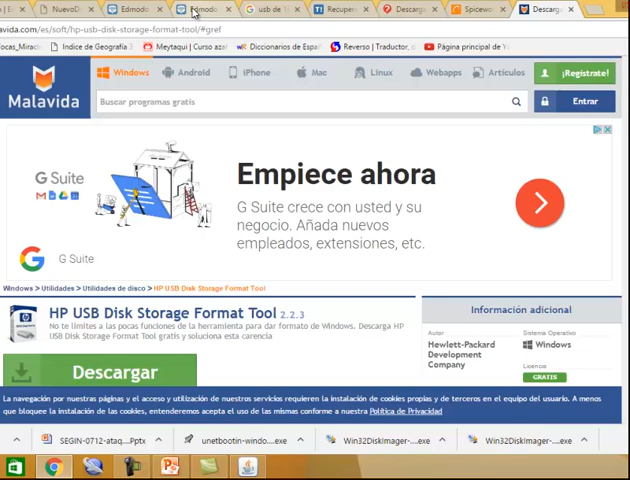 NuevoD
Edmodo
Edmodo
usb de 1
Recupera
Descarga
Spicewo
Descarg
avida.com/es/soft/hp-usb-disk-storage-format-tool/#gref
ocas_Mirac
Indice de Geografía 3
Meytaqui | Curso aza
Diccionarios de Españ
Reverso | Traductor, o
Página principal de Yo
Malavida
Windows
Android
iPhone
Mac
Linux
Webapps
Artículos
¡Regístrate!
Buscar programas gratis
Entrar
G Suite
Empiece ahora
G Suite crece con usted y su
negocio. Añada nuevos
empleados, extensiones, etc.
G Suite
Windows > Utilidades > Utilidades de disco > HP USB Disk Storage Format Tool
HP USB Disk Storage Format Tool 2.2.3
No te limites a las pocas funciones de la herramienta para dar formato de Windows. Descarga HP
USB Disk Storage Format Tool gratis y soluciona esta carencia
Descargar
Información adicional
Autor
Hewlett-Packard
Development
Company
Sistema Operativo
Windows
Licencia
GRATIS
La navegación por nuestras páginas y el acceso y utilización de nuestros servicios requieren la instalación de cookies propias y de terceros en el equipo del usuario. A menos
que bloquee la instalación de las cookies, entenderemos acepta el uso de las mismas conforme a nuestra Política de Privacidad
SEGIN-0712-ataq....Pptx
unetbootin-windo....exe
Win32DiskImager-....exe
Win32DiskImager-....exe